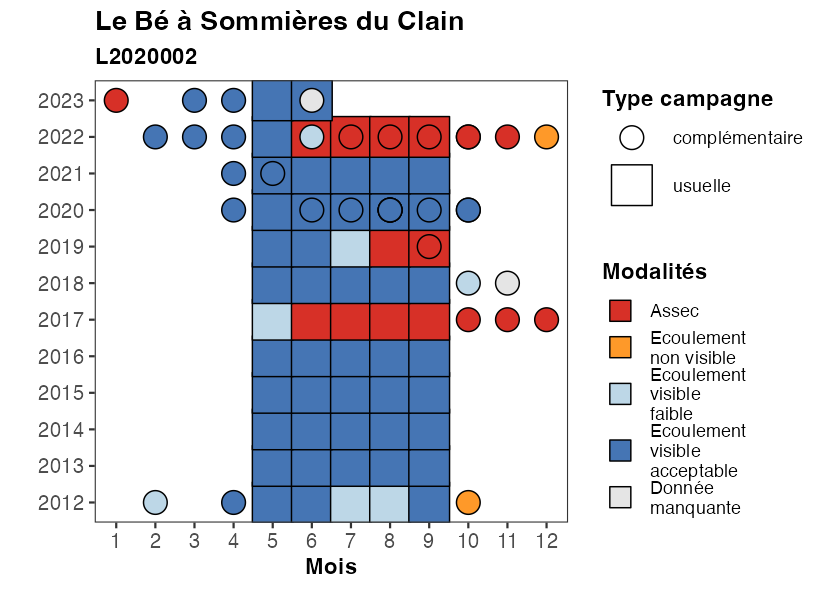 Le Bé à Sommières du Clain
L2020002
2023
2022
2021
2020
2019
2018
2017
2016
2015
2014
2013
2012
1 2 3 4 5 6 7 8 9 10 11 12
Mois
Type campagne
complémentaire
usuelle
Modalités
Assec
Ecoulement
non visible
Ecoulement
visible
faible
Ecoulement
visible
acceptable
Donnée
manquante